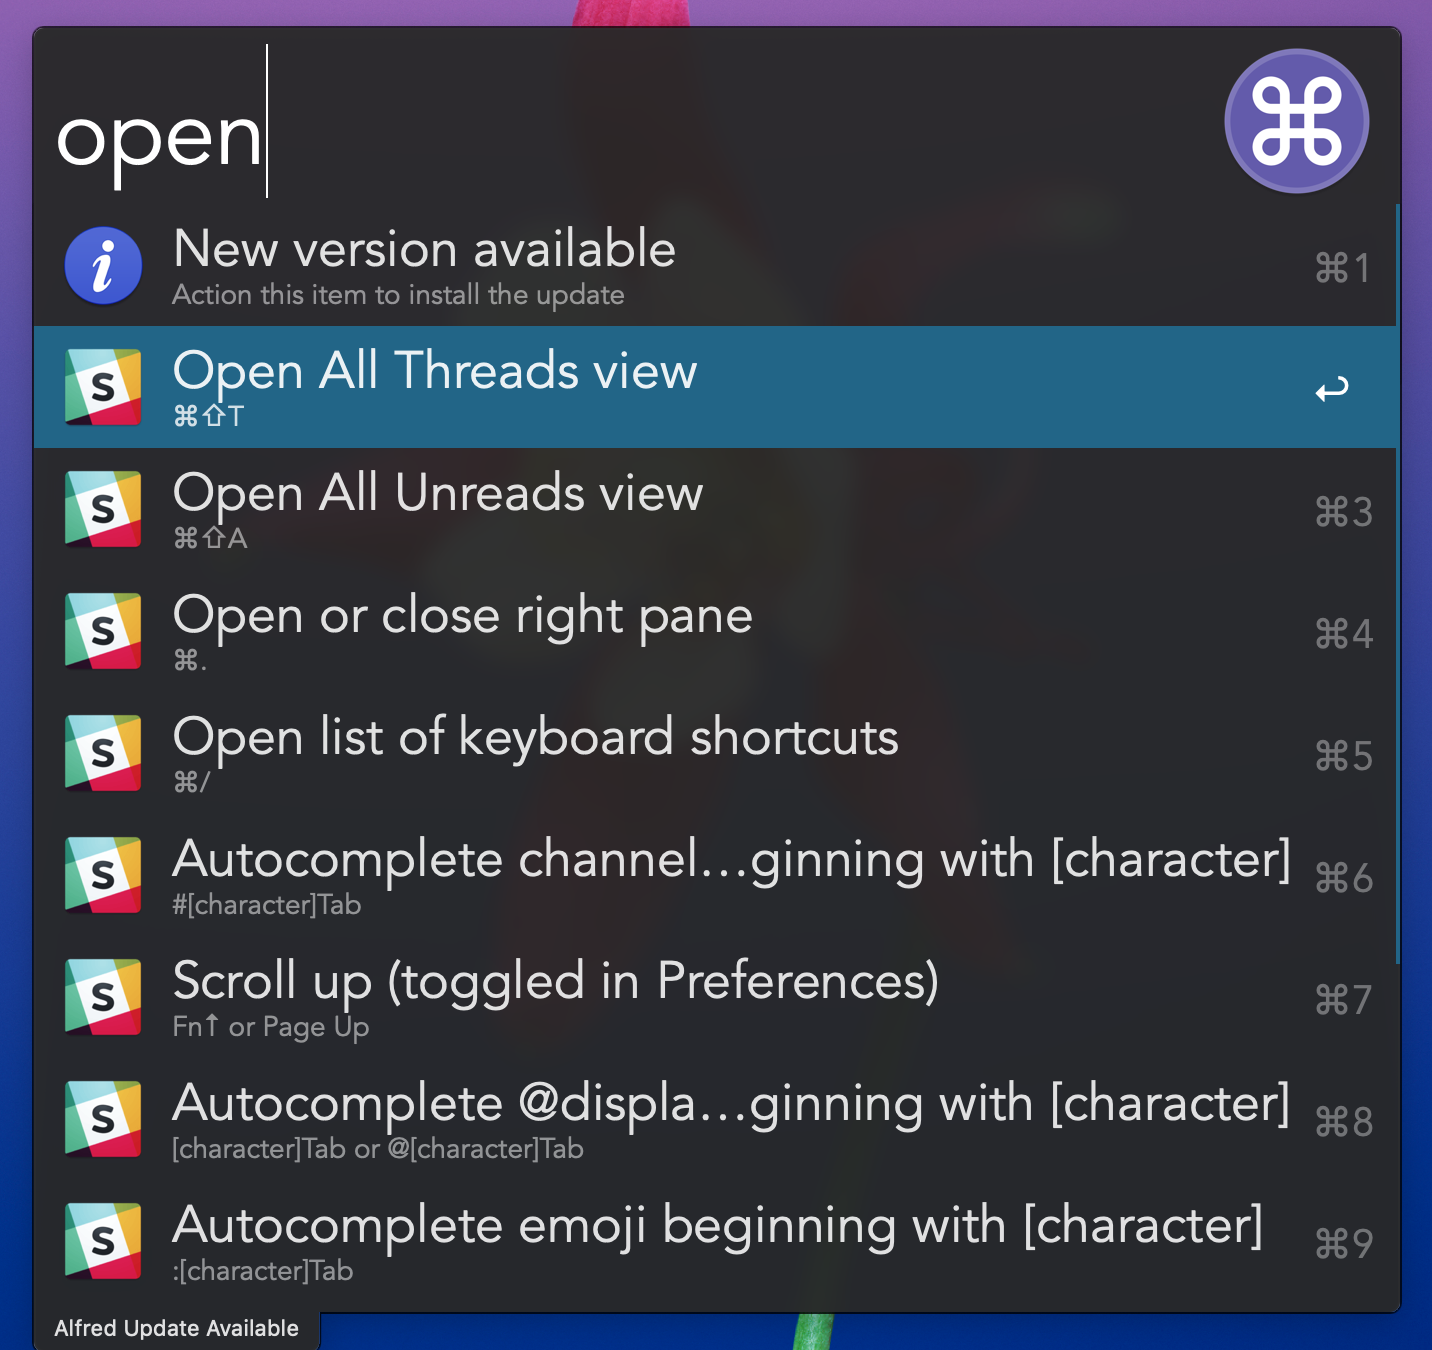 open
New version available
Action this item to install the update
⌘1
Open All Threads view
⌘⇧T
↩
Open All Unreads view
⌘⇧A
⌘3
Open or close right pane
⌘.
⌘4
Open list of keyboard shortcuts
⌘/
⌘5
Autocomplete channel…ginning with [character]
#[character]Tab
⌘6
Scroll up (toggled in Preferences)
Fn↑ or Page Up
⌘7
Autocomplete @displa…ginning with [character]
[character]Tab or @[character]Tab
⌘8
Autocomplete emoji beginning with [character]
:[character]Tab
⌘9
Alfred Update Available